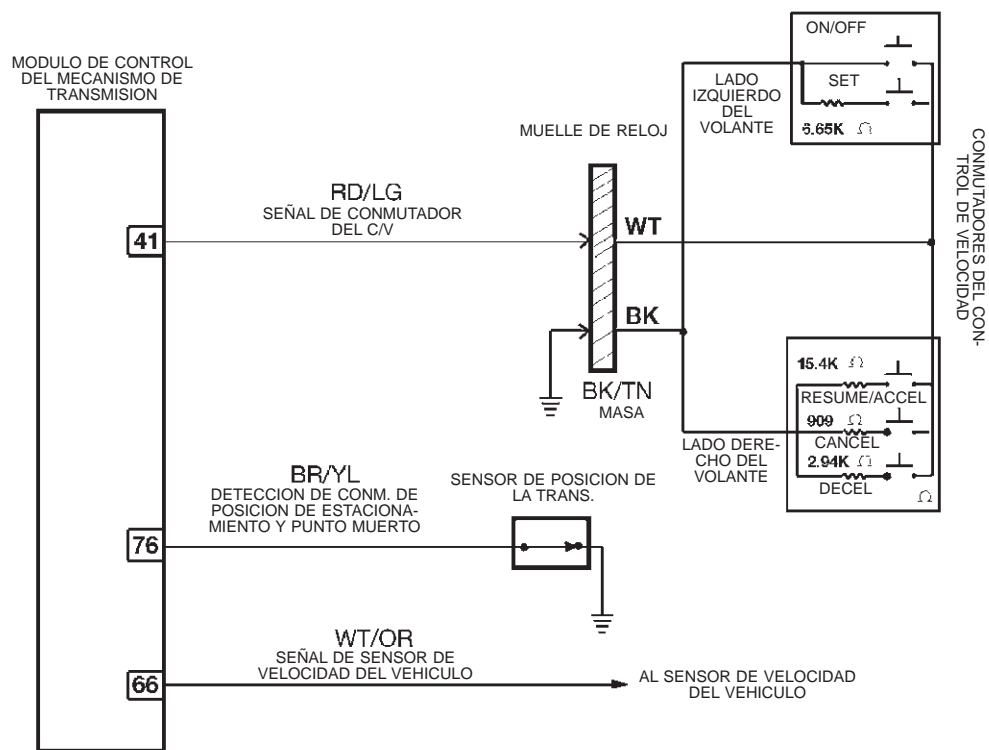 MODULO DE CONTROL
DEL MECANISMO DE
TRANSMISION
41
RD/LG
SEÑAL DE CONMUTADOR
DEL C/V
MUELLE DE RELOJ
WT
BK
BK/TN
MASA
LADO
IZQUIERDO
DEL
VOLANTE
ON/OFF
SET
6.65K Ω
CONMUTADORES DEL CON-
TROL DE VELOCIDAD
15.4K Ω
RESUME/ACCEL
909 Ω
CANCEL
2.94K Ω
DECEL
Ω
LADO DERE-
CHO DEL
VOLANTE
76
BR/YL
DETECCION DE CONM. DE
POSICION DE ESTACIONA-
MIENTO Y PUNTO MUERTO
SENSOR DE POSICION DE
LA TRANS.
66
WT/OR
SEÑAL DE SENSOR DE
VELOCIDAD DEL VEHICULO
AL SENSOR DE VELOCIDAD
DEL VEHICULO